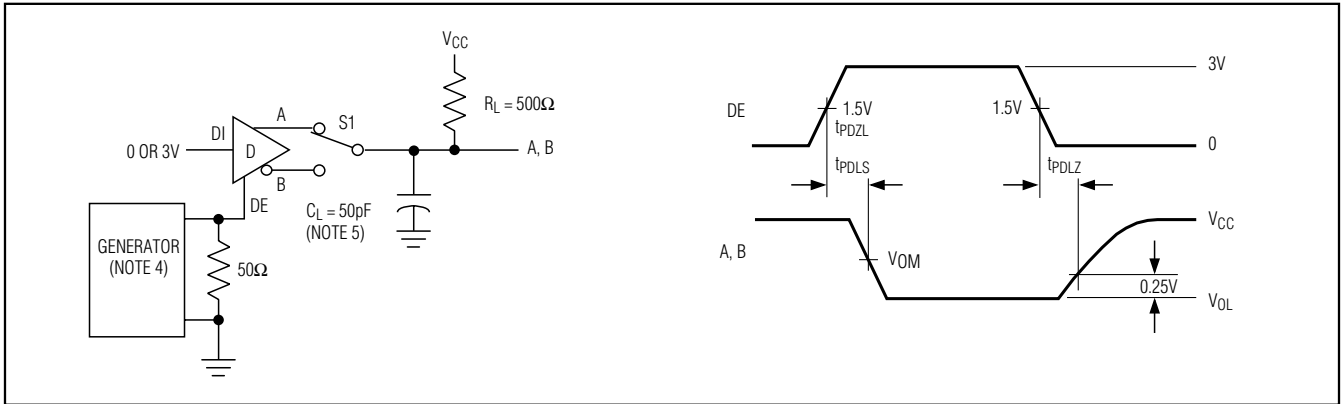 VCC
RL = 500Ω
A
S1
DI
0 OR 3V
D
A, B
B
DE
CL = 50pF
(NOTE 5)
GENERATOR
(NOTE 4)
50Ω
3V
DE
1.5V
1.5V
tPDZL
0
tPDLS
tPDLZ
VCC
A, B
VOM
0.25V
VOL